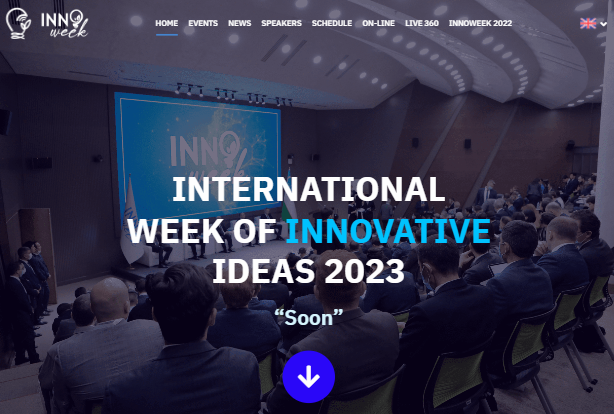 INNO
week
HOME EVENTS NEWS SPEAKERS SCHEDULE ON-LINE LIVE 360 INNOWEEK 2022
INNO
WEEK
INTERNATIONAL
WEEK OF INNOVATIVE
IDEAS 2023
“Soon”